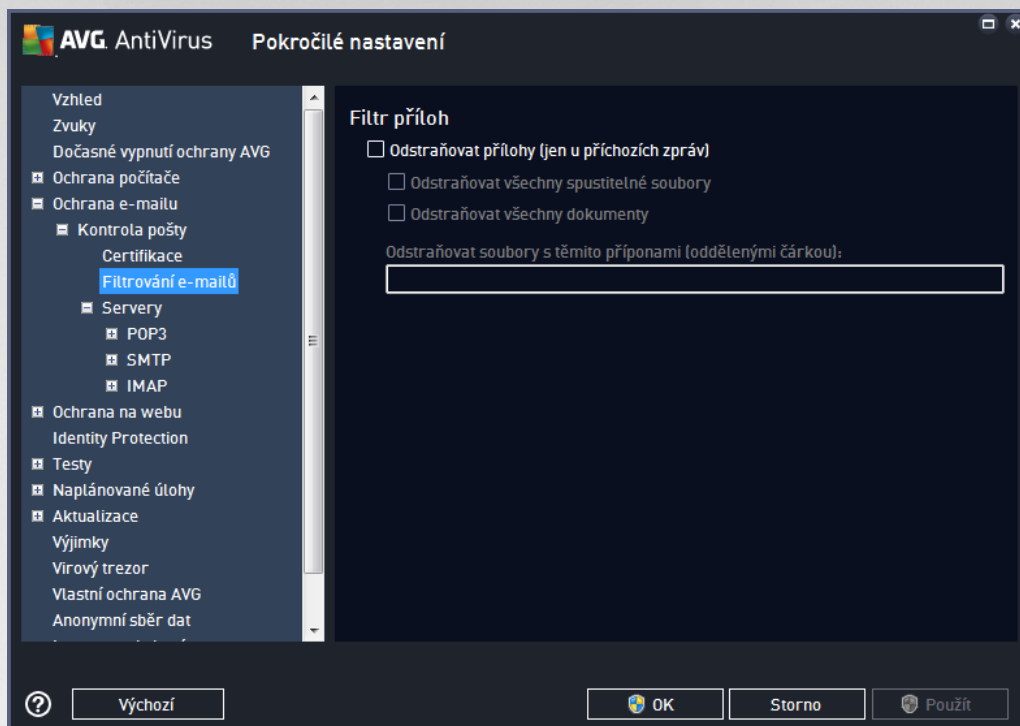 AVG. AntiVirus Pokročilé nastavení
Vzhled
Zvuky
Dočasné vypnutí ochrany AVG
Ochrana počítače
Ochrana e-mailu
Kontrola pošty
Certifikace
Filtrování e-mailů
Servery
POP3
SMTP
IMAP
Ochrana na webu
Identity Protection
Testy
Naplánované úlohy
Aktualizace
Výjimky
Virový trezor
Vlastní ochrana AVG
Anonymní sběr dat
Filtr příloh
Odstraňovat přílohy (jen u příchozích zpráv)
Odstraňovat všechny spustitelné soubory
Odstraňovat všechny dokumenty
Odstraňovat soubory s těmito příponami (oddělenými čárkou):
Výchozí
OK
Storno
Použít